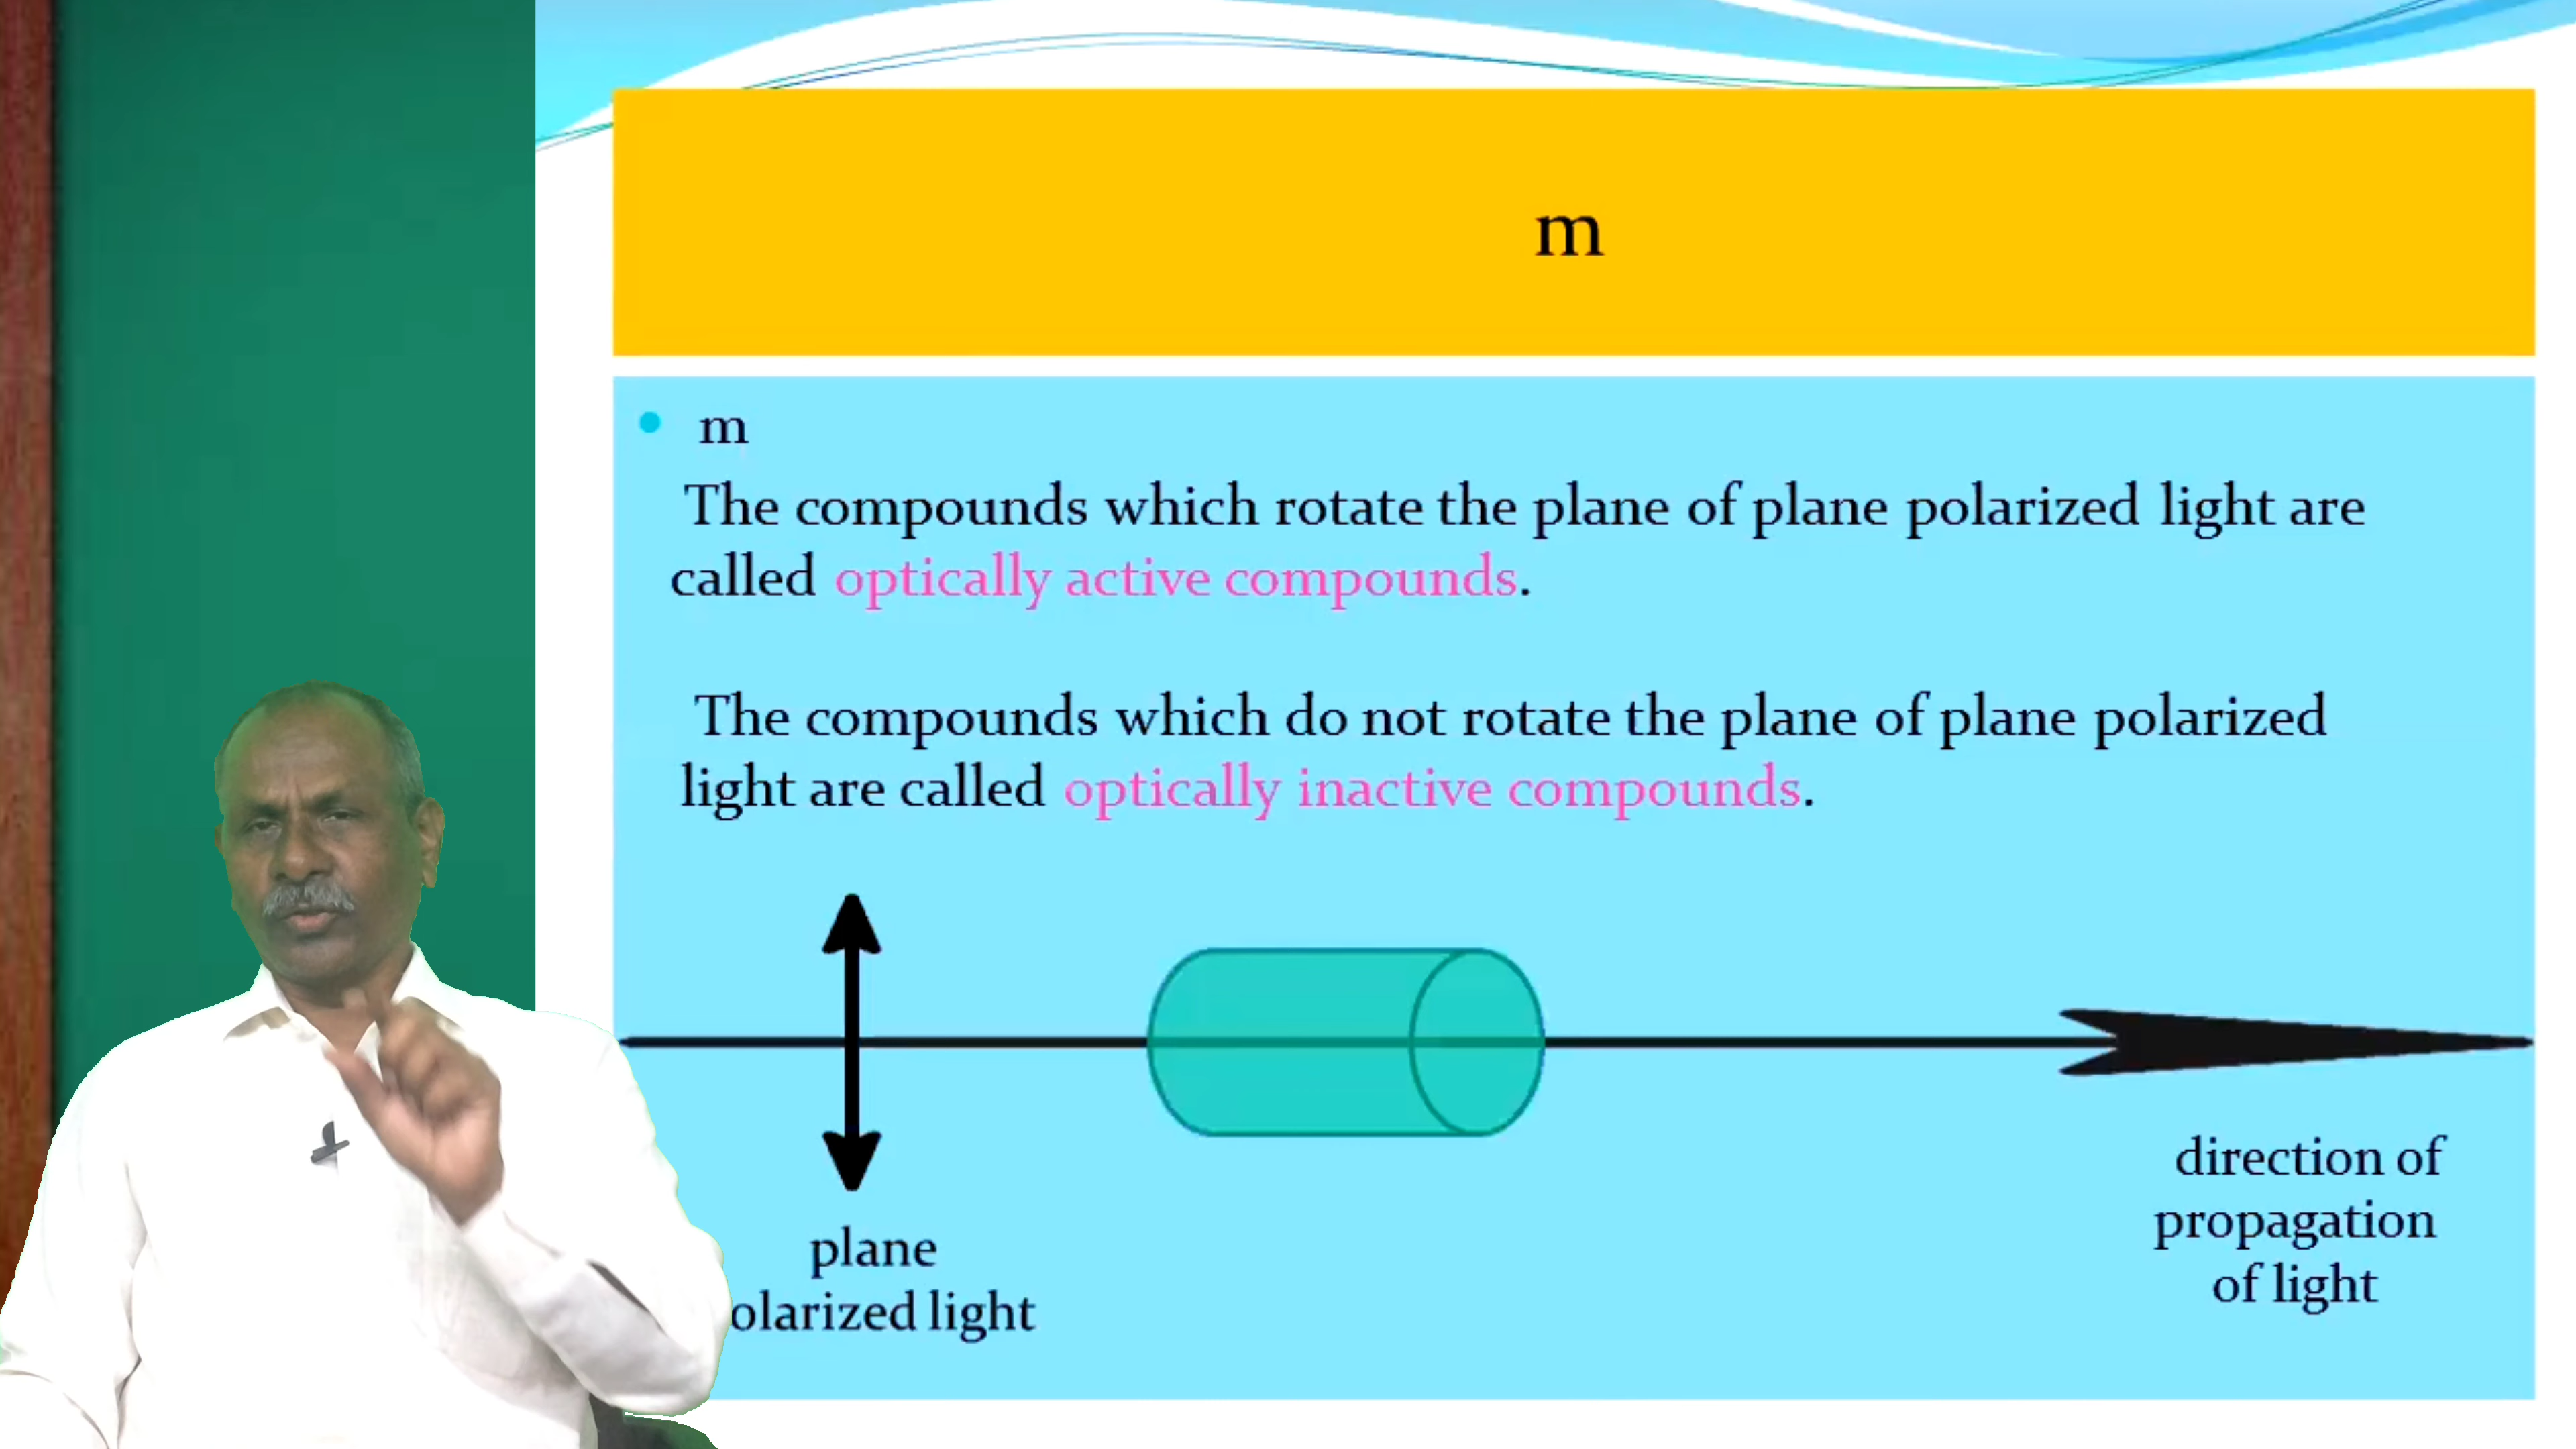 m
m
The compounds which rotate the plane of plane polarized light are
called optically active compounds.
The compounds which do not rotate the plane of plane polarized
light are called optically inactive compounds.
plane
olarized light
direction of
propagation
of light